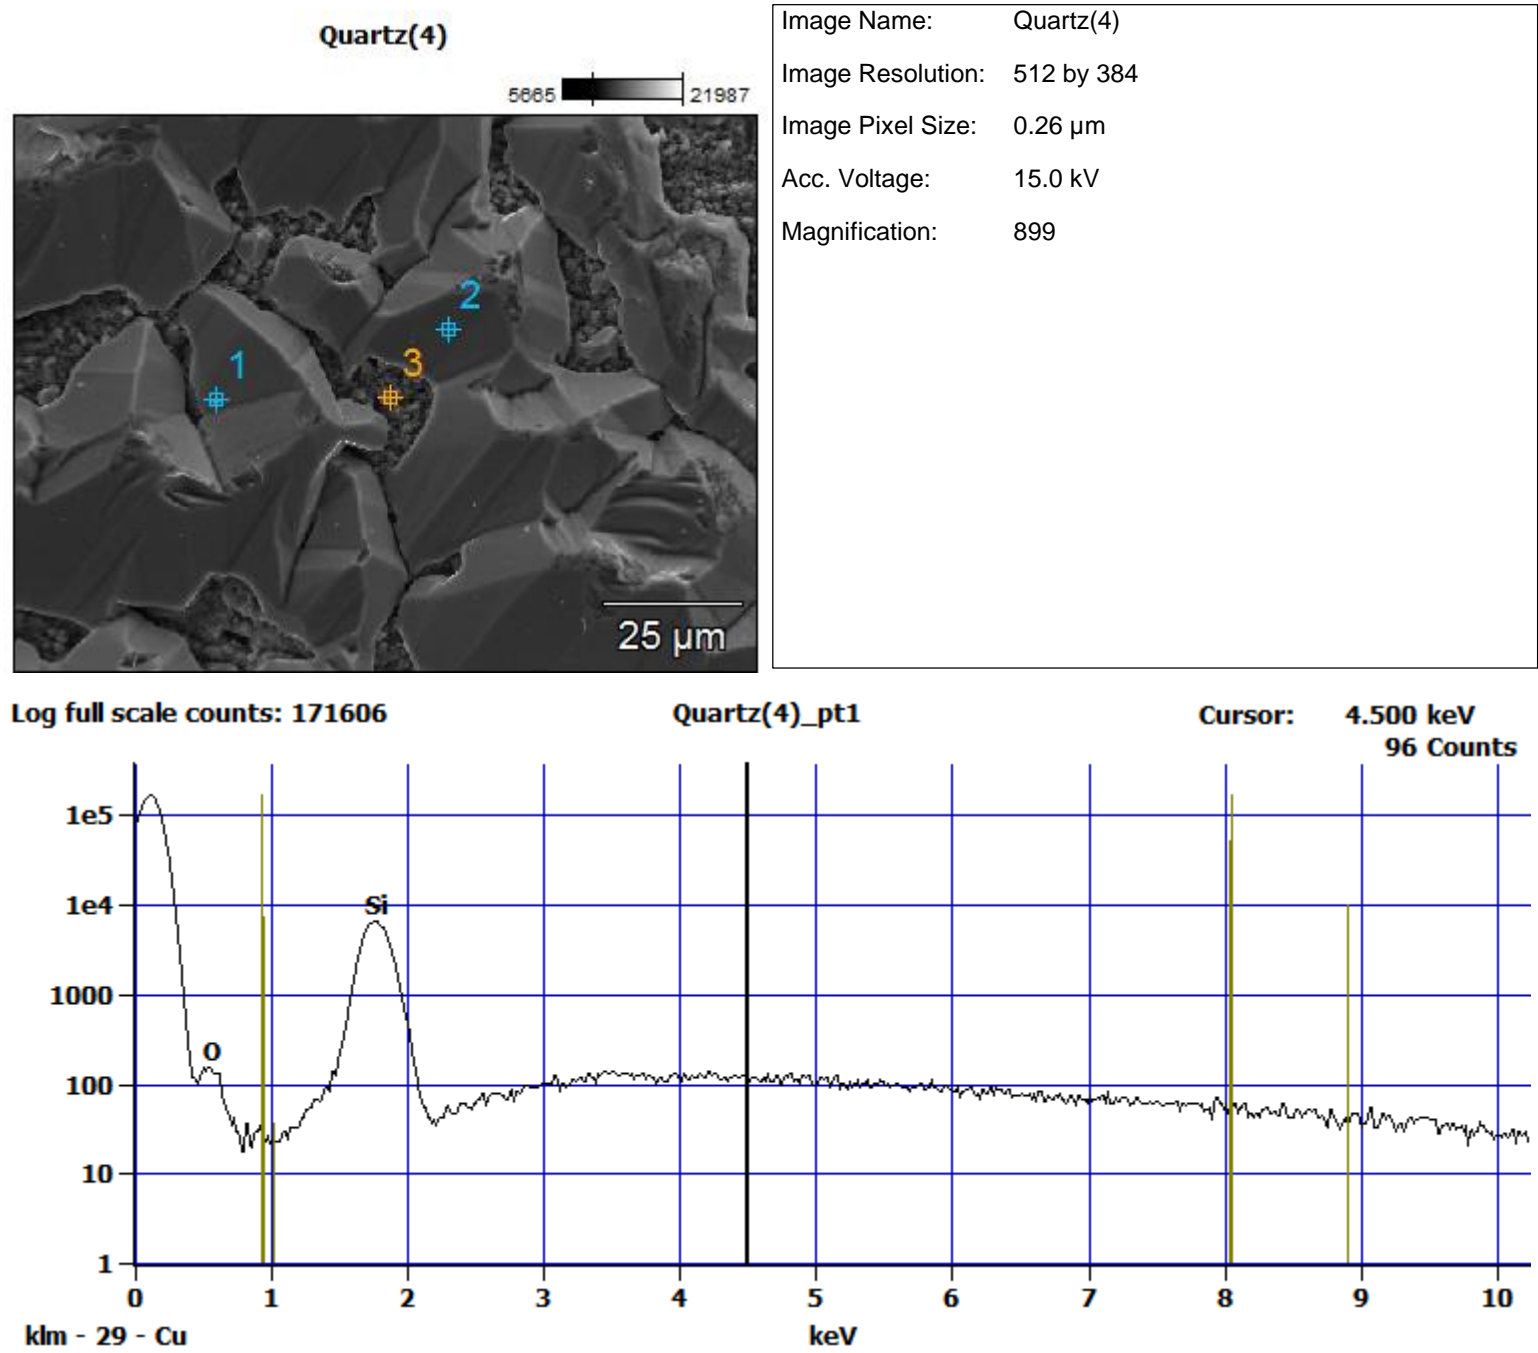 Quartz(4)
5665 21987
1
2
3
25 µm
Image Name: Quartz(4)
Image Resolution: 512 by 384
Image Pixel Size: 0.26 µm
Acc. Voltage: 15.0 kV
Magnification: 899
Log full scale counts: 171606 Quartz(4)_pt1 Cursor: 4.500 keV
96 Counts
1e5
1e4
1000
100
10
1
Si
O
0 1 2 3 4 5 6 7 8 9 10
klm - 29 - Cu keV